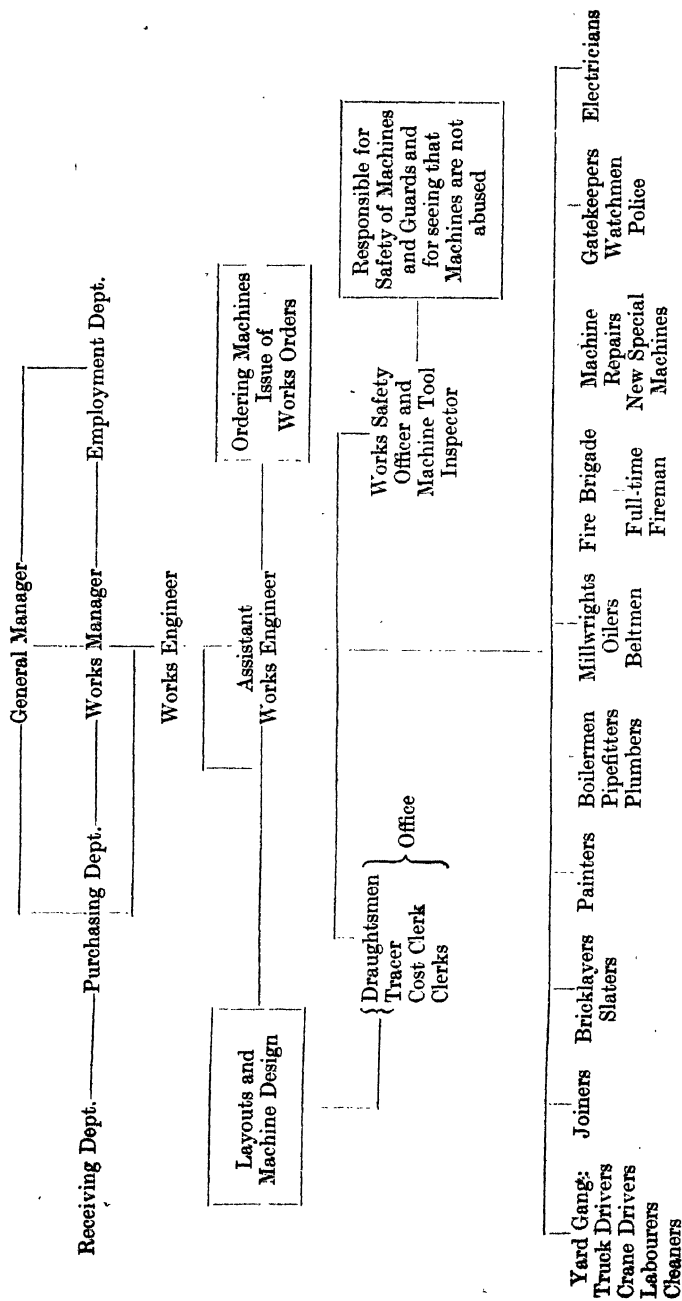 General Manager
Receiving Dept. Purchasing Dept. Works Manager Employment Dept.
Works Engineer
Layouts and
Machine Design
Assistant
Works Engineer
Ordering Machines
Issue of
Works Orders
Draughtsmen
Tracer
Cost Clerk
Clerks
Office
Works Safety
Officer and
Machine Tool
Inspector
Responsible for
Safety of Machines
and Guards and
for seeing that
Machines are not
abused
Yard Gang:
Truck Drivers
Crane Drivers
Labourers
Cleaners
Joiners
Bricklayers
Slaters
Painters
Boilermen
Pipefitters
Plumbers
Millwrights
Oilers
Beltmen
Fire Brigade
Full-time
Fireman
Machine
Repairs
New Special
Machines
Gatekeepers
Watchmen
Police
Electricians